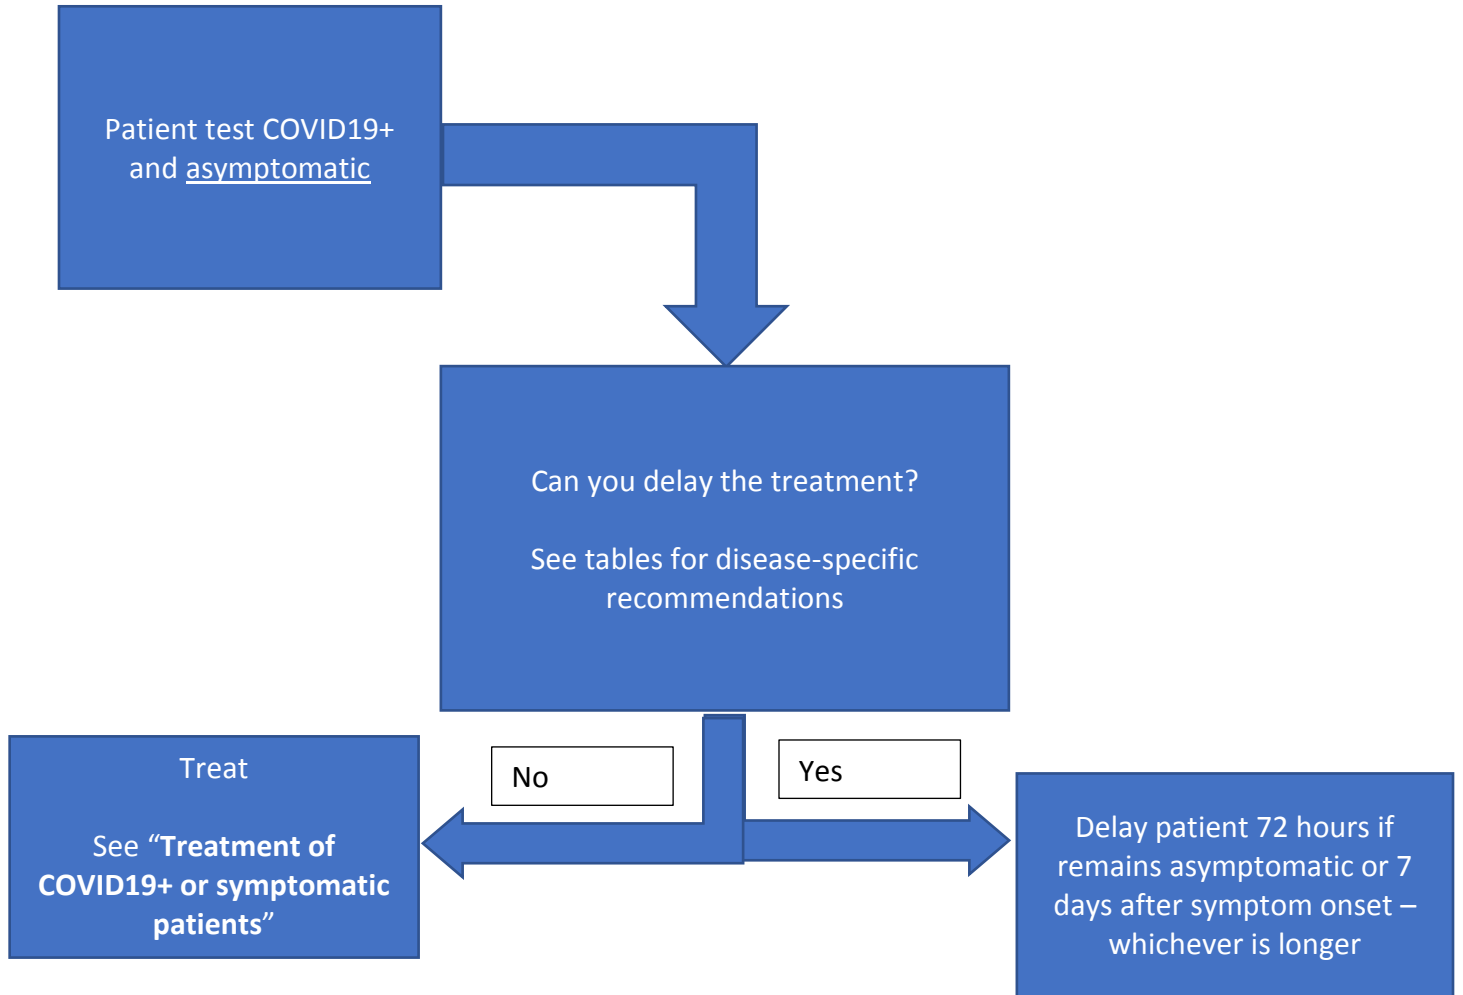 Patient test COVID19+
and asymptomatic
Can you delay the treatment?
See tables for disease-specific
recommendations
No
Yes
Treat
See “Treatment of
COVID19+ or symptomatic
patients”
Delay patient 72 hours if
remains asymptomatic or 7
days after symptom onset –
whichever is longer